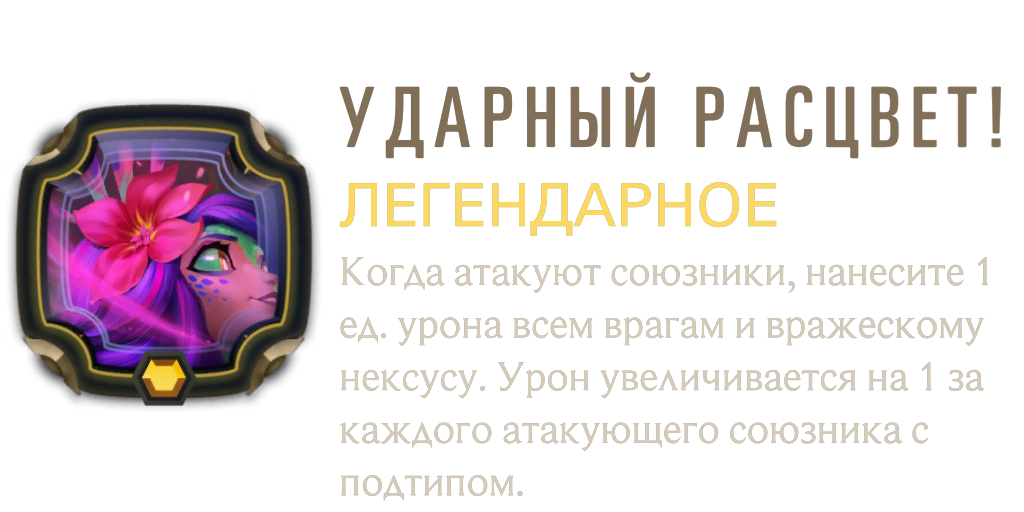 УДАРНЫЙ РАСЦВЕТ!
ЛЕГЕНДАРНОЕ
Когда атакуют союзники, нанесите 1
ед. урона всем врагам и вражескому
нексусу. Урон увеличивается на 1 за
каждого атакующего союзника с
подтипом.